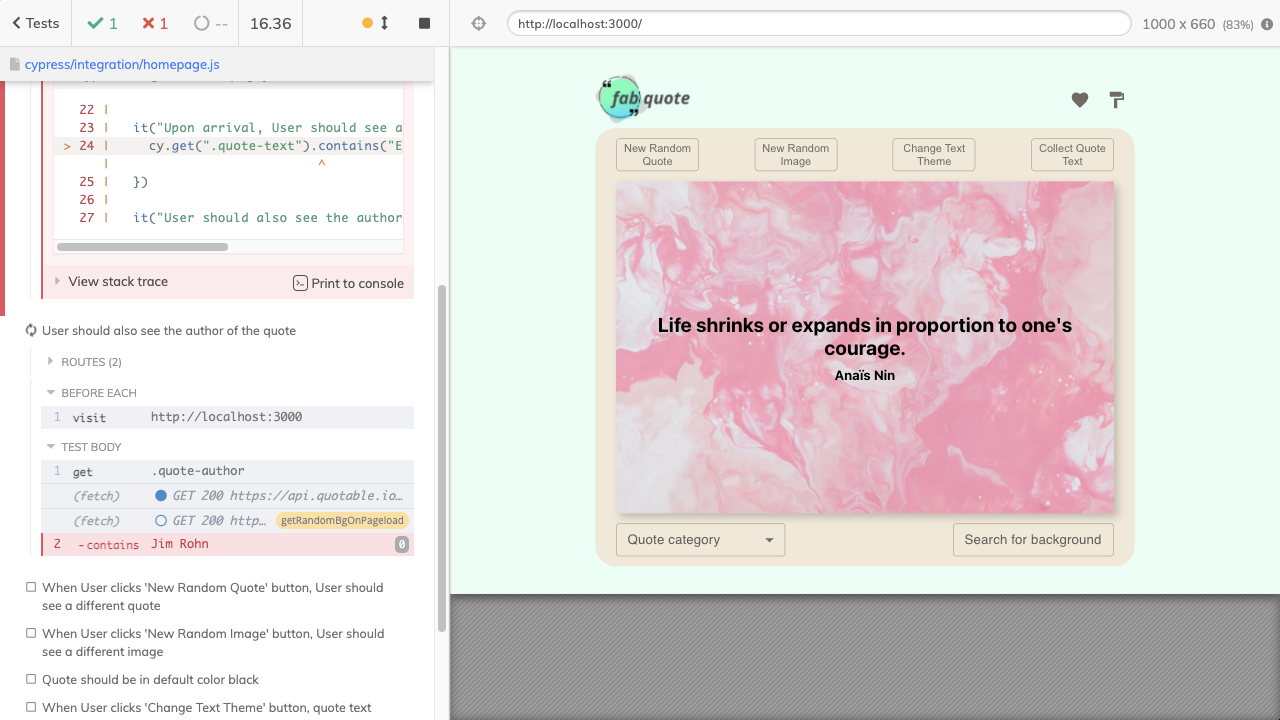 Tests
1
1
--
16.36
http://localhost:3000/
1000 x 660 (83%)
cypress/integration/homepage.js
22 |
23 | it("Upon arrival, User should see a
> 24 | cy.get(".quote-text").contains("E
| ^
25 | })
26 |
27 | it("User should also see the author
View stack trace
Print to console
User should also see the author of the quote
ROUTES (2)
BEFORE EACH
1 visit http://localhost:3000
TEST BODY
1 get .quote-author
(fetch) GET 200 https://api.quotable.io…
(fetch) GET 200 http… getRandomBgOnPageload
2 -contains Jim Rohn 0
When User clicks 'New Random Quote' button, User should
see a different quote
When User clicks 'New Random Image' button, User should
see a different image
Quote should be in default color black
When User clicks 'Change Text Theme' button, quote text
“fab quote”
New Random
Quote
New Random
Image
Change Text
Theme
Collect Quote
Text
Life shrinks or expands in proportion to one's
courage.
Anaïs Nin
Quote category
Search for background